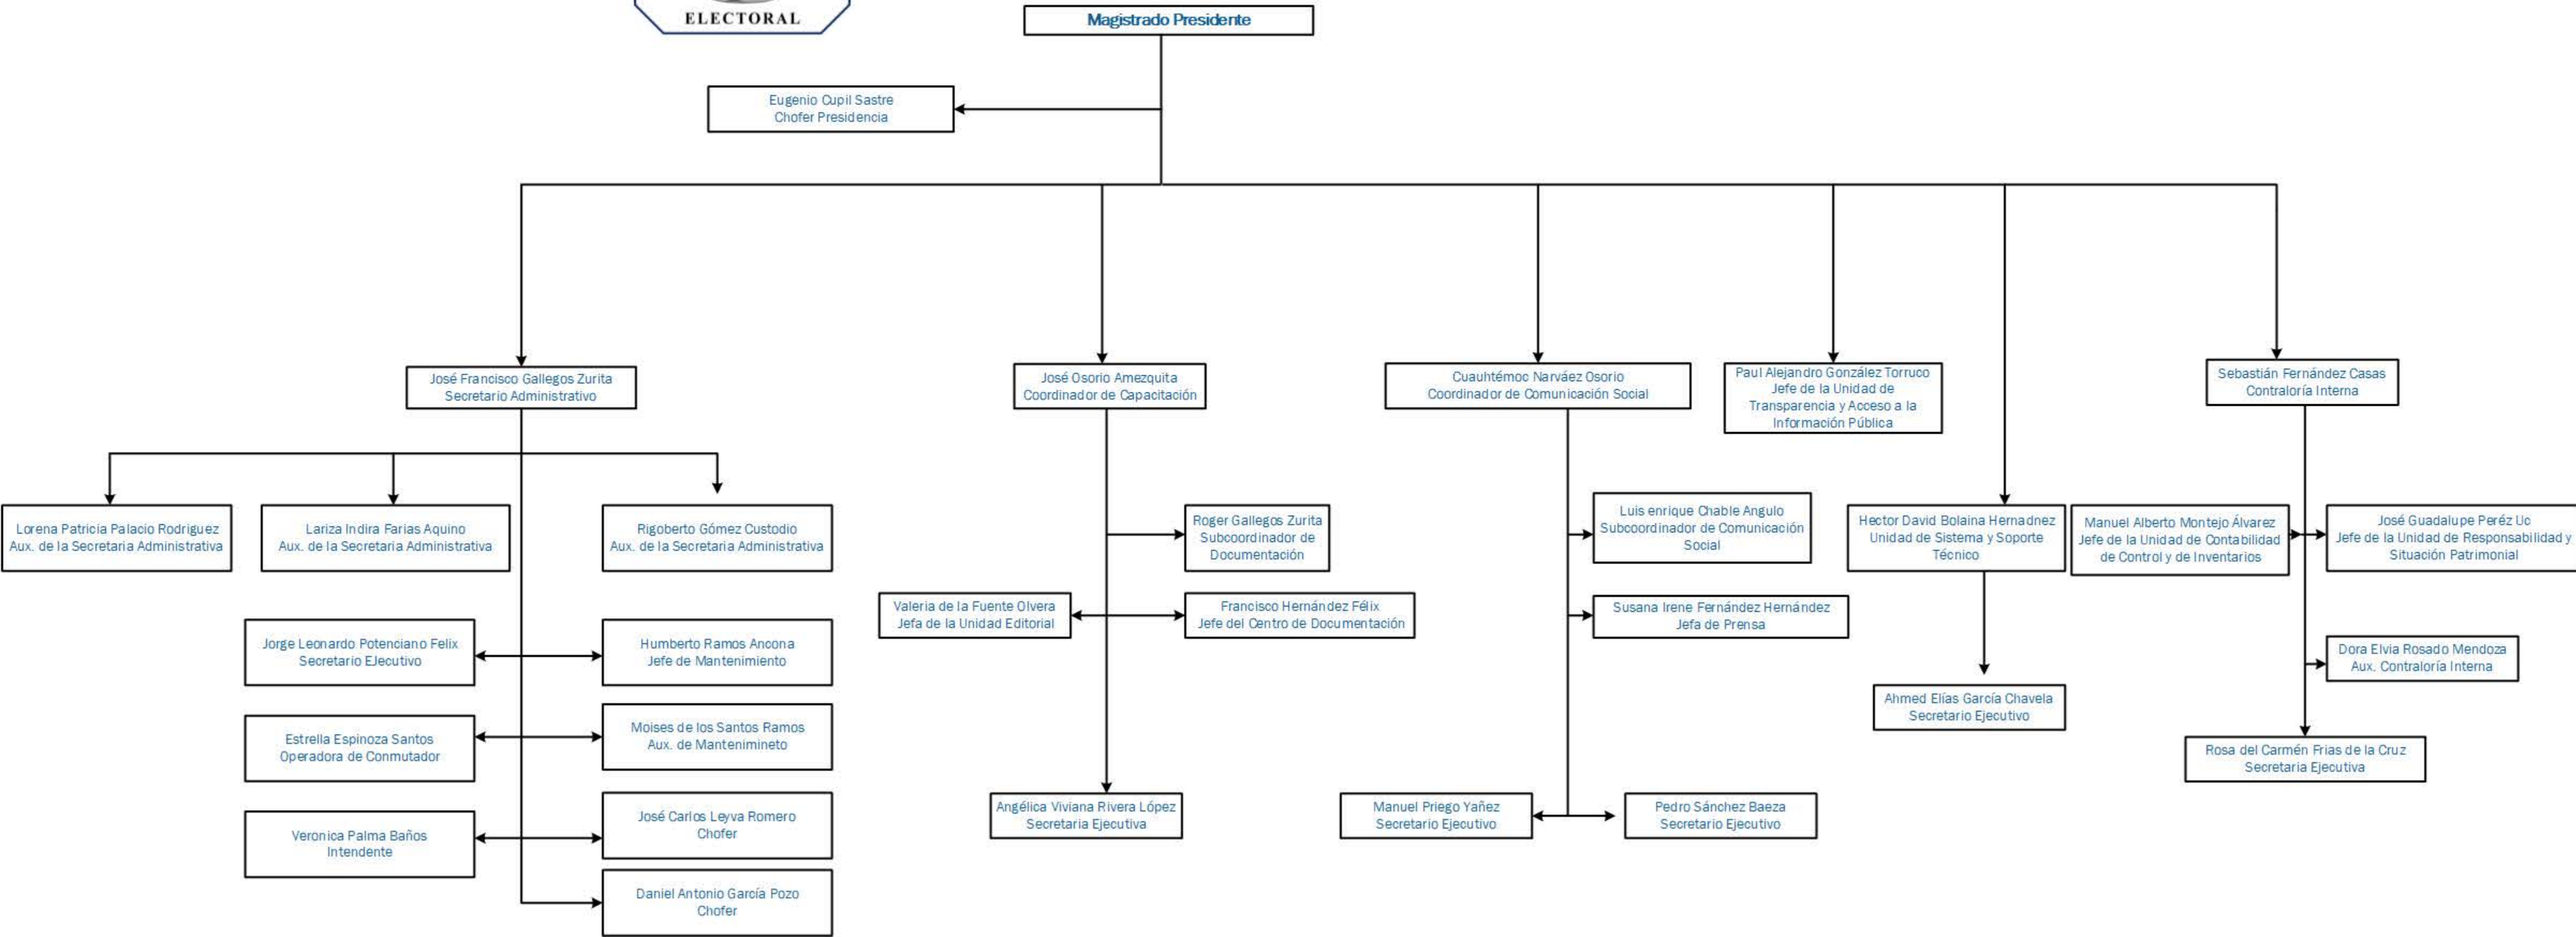 ELECTORAL
Magistrado Presidente
Eugenio Cupil Sastre
Chofer Presidencia
José Francisco Gallegos Zurita
Secretario Administrativo
José Osorio Amezquita
Coordinador de Capacitación
Cuauhtémoc Narváez Osorio
Coordinador de Comunicación Social
Paul Alejandro González Torruco
Jefe de la Unidad de
Transparencia y Acceso a la
Información Pública
Sebastián Fernández Casas
Contraloría Interna
Lorena Patricia Palacio Rodriguez
Aux. de la Secretaria Administrativa
Lariza Indira Farias Aquino
Aux. de la Secretaria Administrativa
Rigoberto Gómez Custodio
Aux. de la Secretaria Administrativa
Roger Gallegos Zurita
Subcoordinador de
Documentación
Luis enrique Chable Angulo
Subcoordinador de Comunicación
Social
Hector David Bolaina Hernadnez
Unidad de Sistema y Soporte
Técnico
Manuel Alberto Montejo Álvarez
Jefe de la Unidad de Contabilidad
de Control y de Inventarios
José Guadalupe Peréz Uc
Jefe de la Unidad de Responsabilidad y
Situación Patrimonial
Valeria de la Fuente Olvera
Jefa de la Unidad Editorial
Francisco Hernández Félix
Jefe del Centro de Documentación
Susana Irene Fernández Hernández
Jefa de Prensa
Jorge Leonardo Potenciano Felix
Secretario EJecutivo
Humberto Ramos Ancona
Jefe de Mantenimiento
Dora Elvia Rosado Mendoza
Aux. Contraloría Interna
Ahmed Elías García Chavela
Secretario Ejecutivo
Estrella Espinoza Santos
Operadora de Conmutador
Moises de los Santos Ramos
Aux. de Mantenimineto
Rosa del Carmén Frias de la Cruz
Secretaria Ejecutiva
Angélica Viviana Rivera López
Secretaria Ejecutiva
Manuel Priego Yañez
Secretario Ejecutivo
Pedro Sánchez Baeza
Secretario Ejecutivo
Veronica Palma Baños
Intendente
José Carlos Leyva Romero
Chofer
Daniel Antonio García Pozo
Chofer